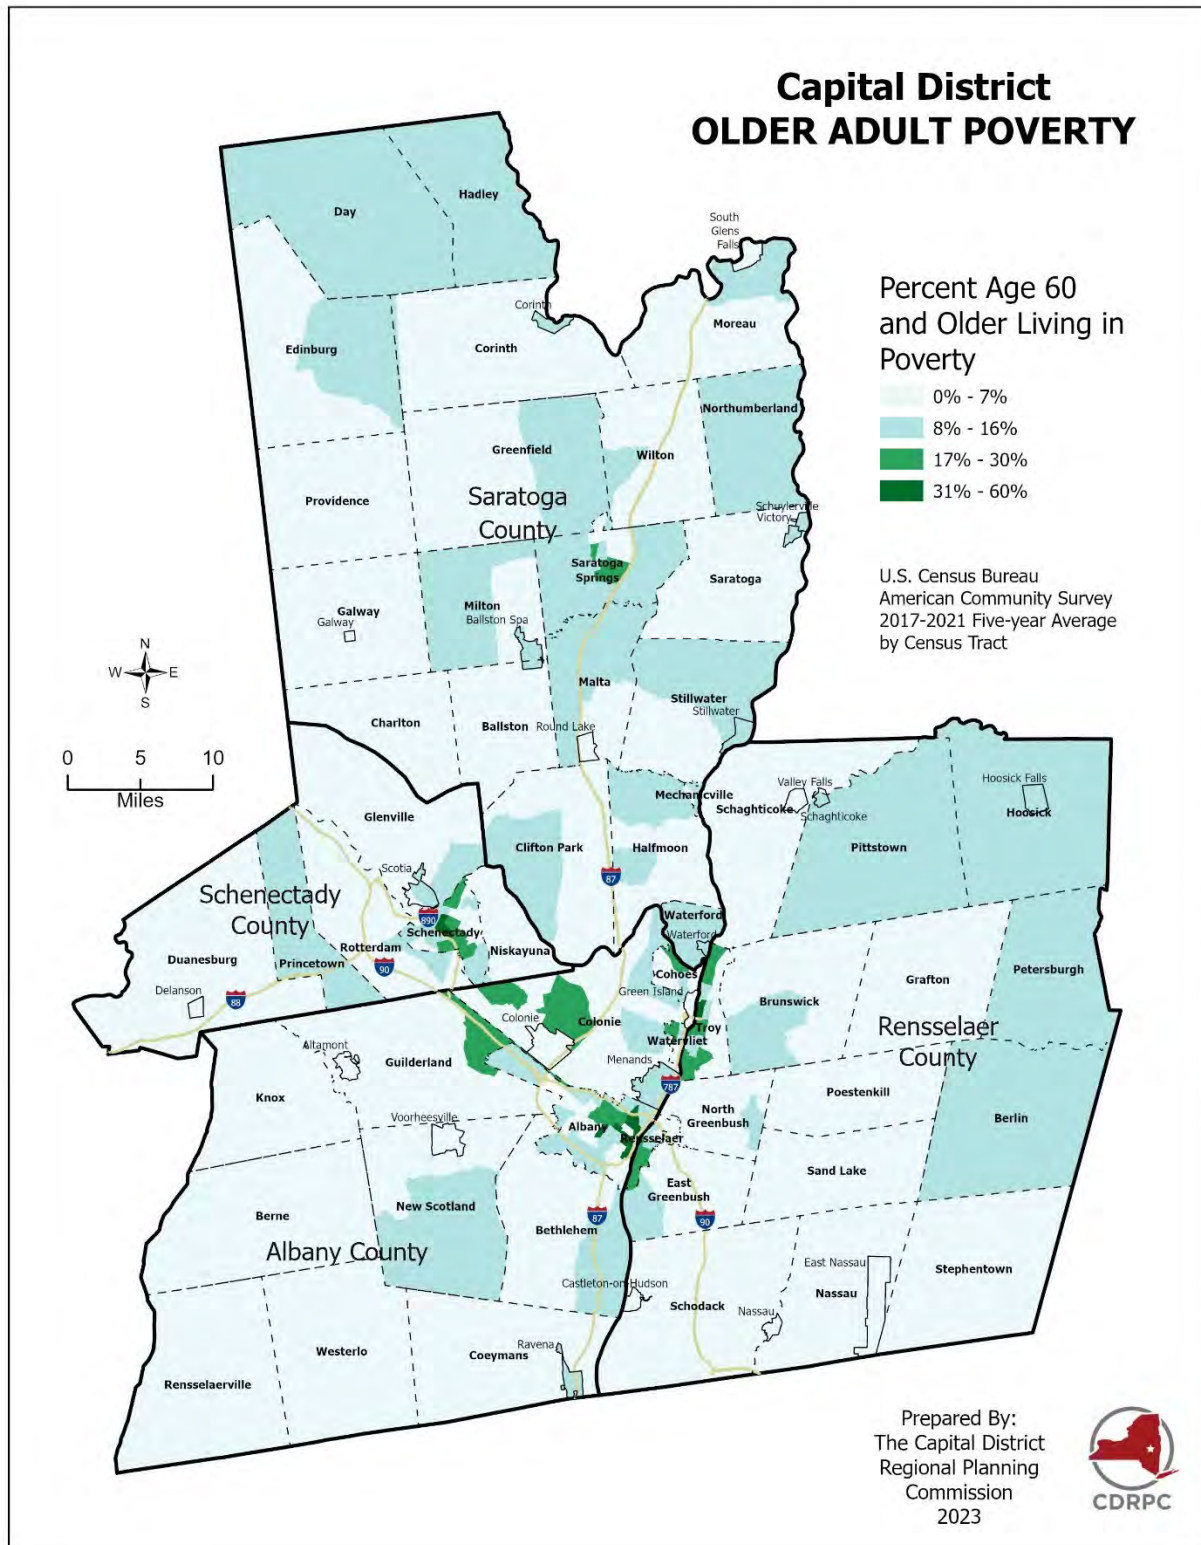 Capital District
OLDER ADULT POVERTY
Hadley
Day
South
Glens
Falls
Percent Age 60
and Older Living in
Poverty
0% - 7%
8% - 16%
17% - 30%
31% - 60%
Corinth
Moreau
Edinburg
Corinth
Northumberland
Greenfield
Wilton
Providence
Saratoga
County
Schuylerville
Victory
Saratoga
Springs
Saratoga
U.S. Census Bureau
American Community Survey
2017-2021 Five-year Average
by Census Tract
Galway
Galway
Milton
Ballston Spa
N
W
E
S
Malta
Stillwater
Stillwater
Charlton
Ballston
Round Lake
0
5
10
Miles
Mechanicville
Valley Falls
Schaghticoke
Schaghticoke
Hoosick Falls
Hoosick
Glenville
Clifton Park
Halfmoon
Pittstown
Scotia
87
Schenectady
County
890
Schenectady
Waterford
Waterford
Rotterdam
Niskayuna
Duanesburg
Princetown
90
Cohoes
Grafton
Petersburgh
Delanson
88
Green Island
Brunswick
Colonie
Colonie
Troy
Watervliet
Rensselaer
County
Altamont
Guilderland
Menands
787
Knox
Poestenkill
Voorheesville
Albany
Rensselaer
North
Greenbush
Berlin
Sand Lake
East
Greenbush
New Scotland
Berne
Bethlehem
87
90
Albany County
East Nassau
Stephentown
Castleton-on-Hudson
Schodack
Nassau
Nassau
Ravena
Westerlo
Coeymans
Rensselaerville
Prepared By:
The Capital District
Regional Planning
Commission
2023
CDRPC